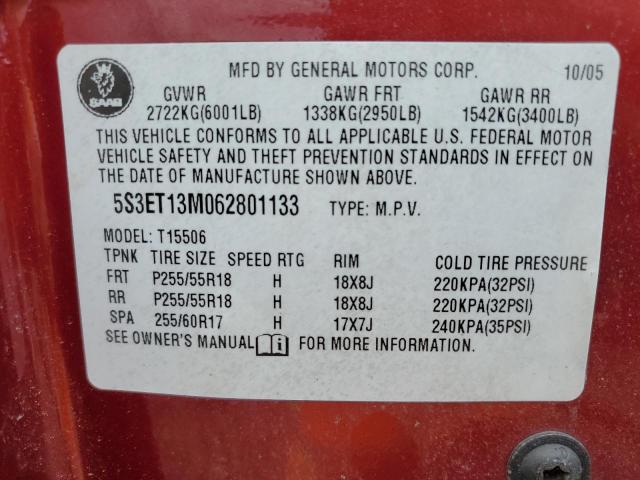 SAAB
MFD BY GENERAL MOTORS CORP. 10/05
GVWR GAWR FRT GAWR RR
2722KG(6001LB) 1338KG(2950LB) 1542KG(3400LB)
THIS VEHICLE CONFORMS TO ALL APPLICABLE U.S. FEDERAL MOTOR
VEHICLE SAFETY AND THEFT PREVENTION STANDARDS IN EFFECT ON
THE DATE OF MANUFACTURE SHOWN ABOVE.
5S3ET13M062801133 TYPE: M.P.V.
MODEL: T15506
TPNK TIRE SIZE SPEED RTG RIM COLD TIRE PRESSURE
FRT P255/55R18 H 18X8J 220KPA(32PSI)
RR P255/55R18 H 18X8J 220KPA(32PSI)
SPA 255/60R17 H 17X7J 240KPA(35PSI)
SEE OWNER'S MANUAL i FOR MORE INFORMATION.